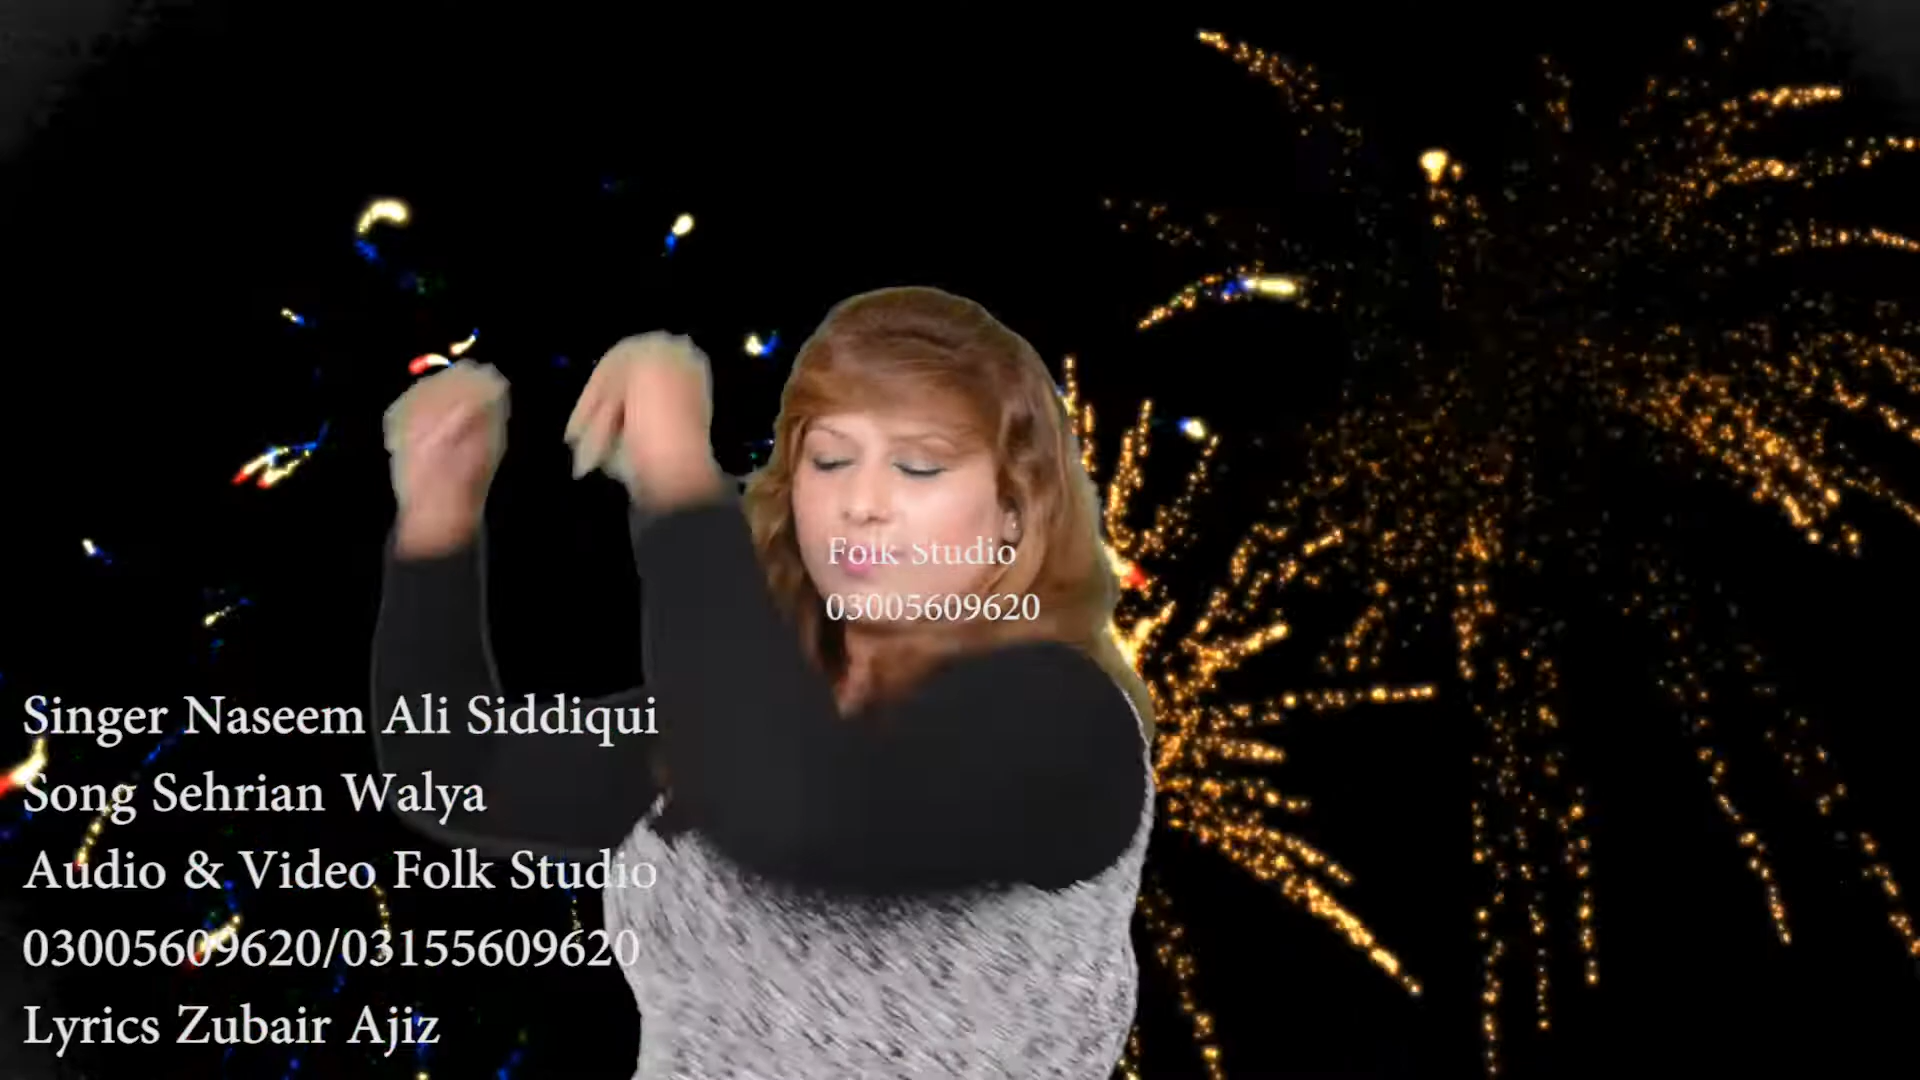 Folk Studio
03005609620
Singer Naseem Ali Siddiqui
Song Sehrian Walya
Audio & Video Folk Studio
03005609620/03155609620
Lyrics Zubair Ajiz